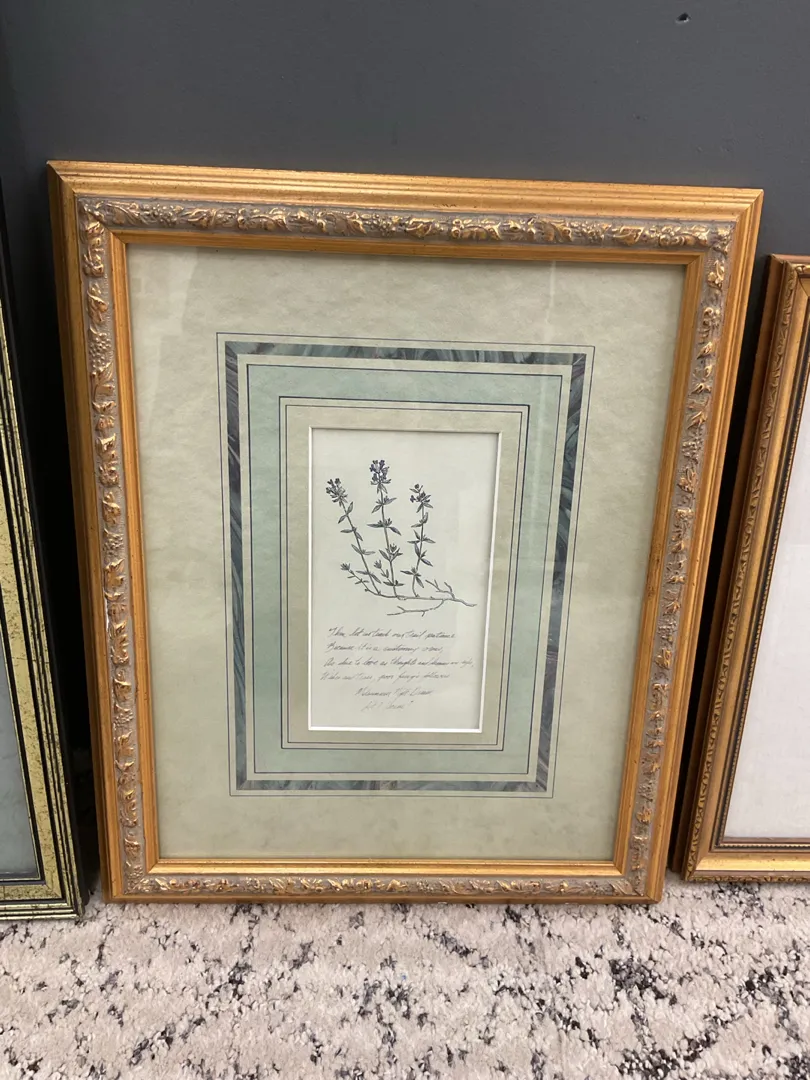 "Then let us teach our trial patience
Because it is a customary cross,
As due to love as thoughts and dreams and sighs,
Wishes and tears, poor fancy's followers
Midsummer Night's Dream